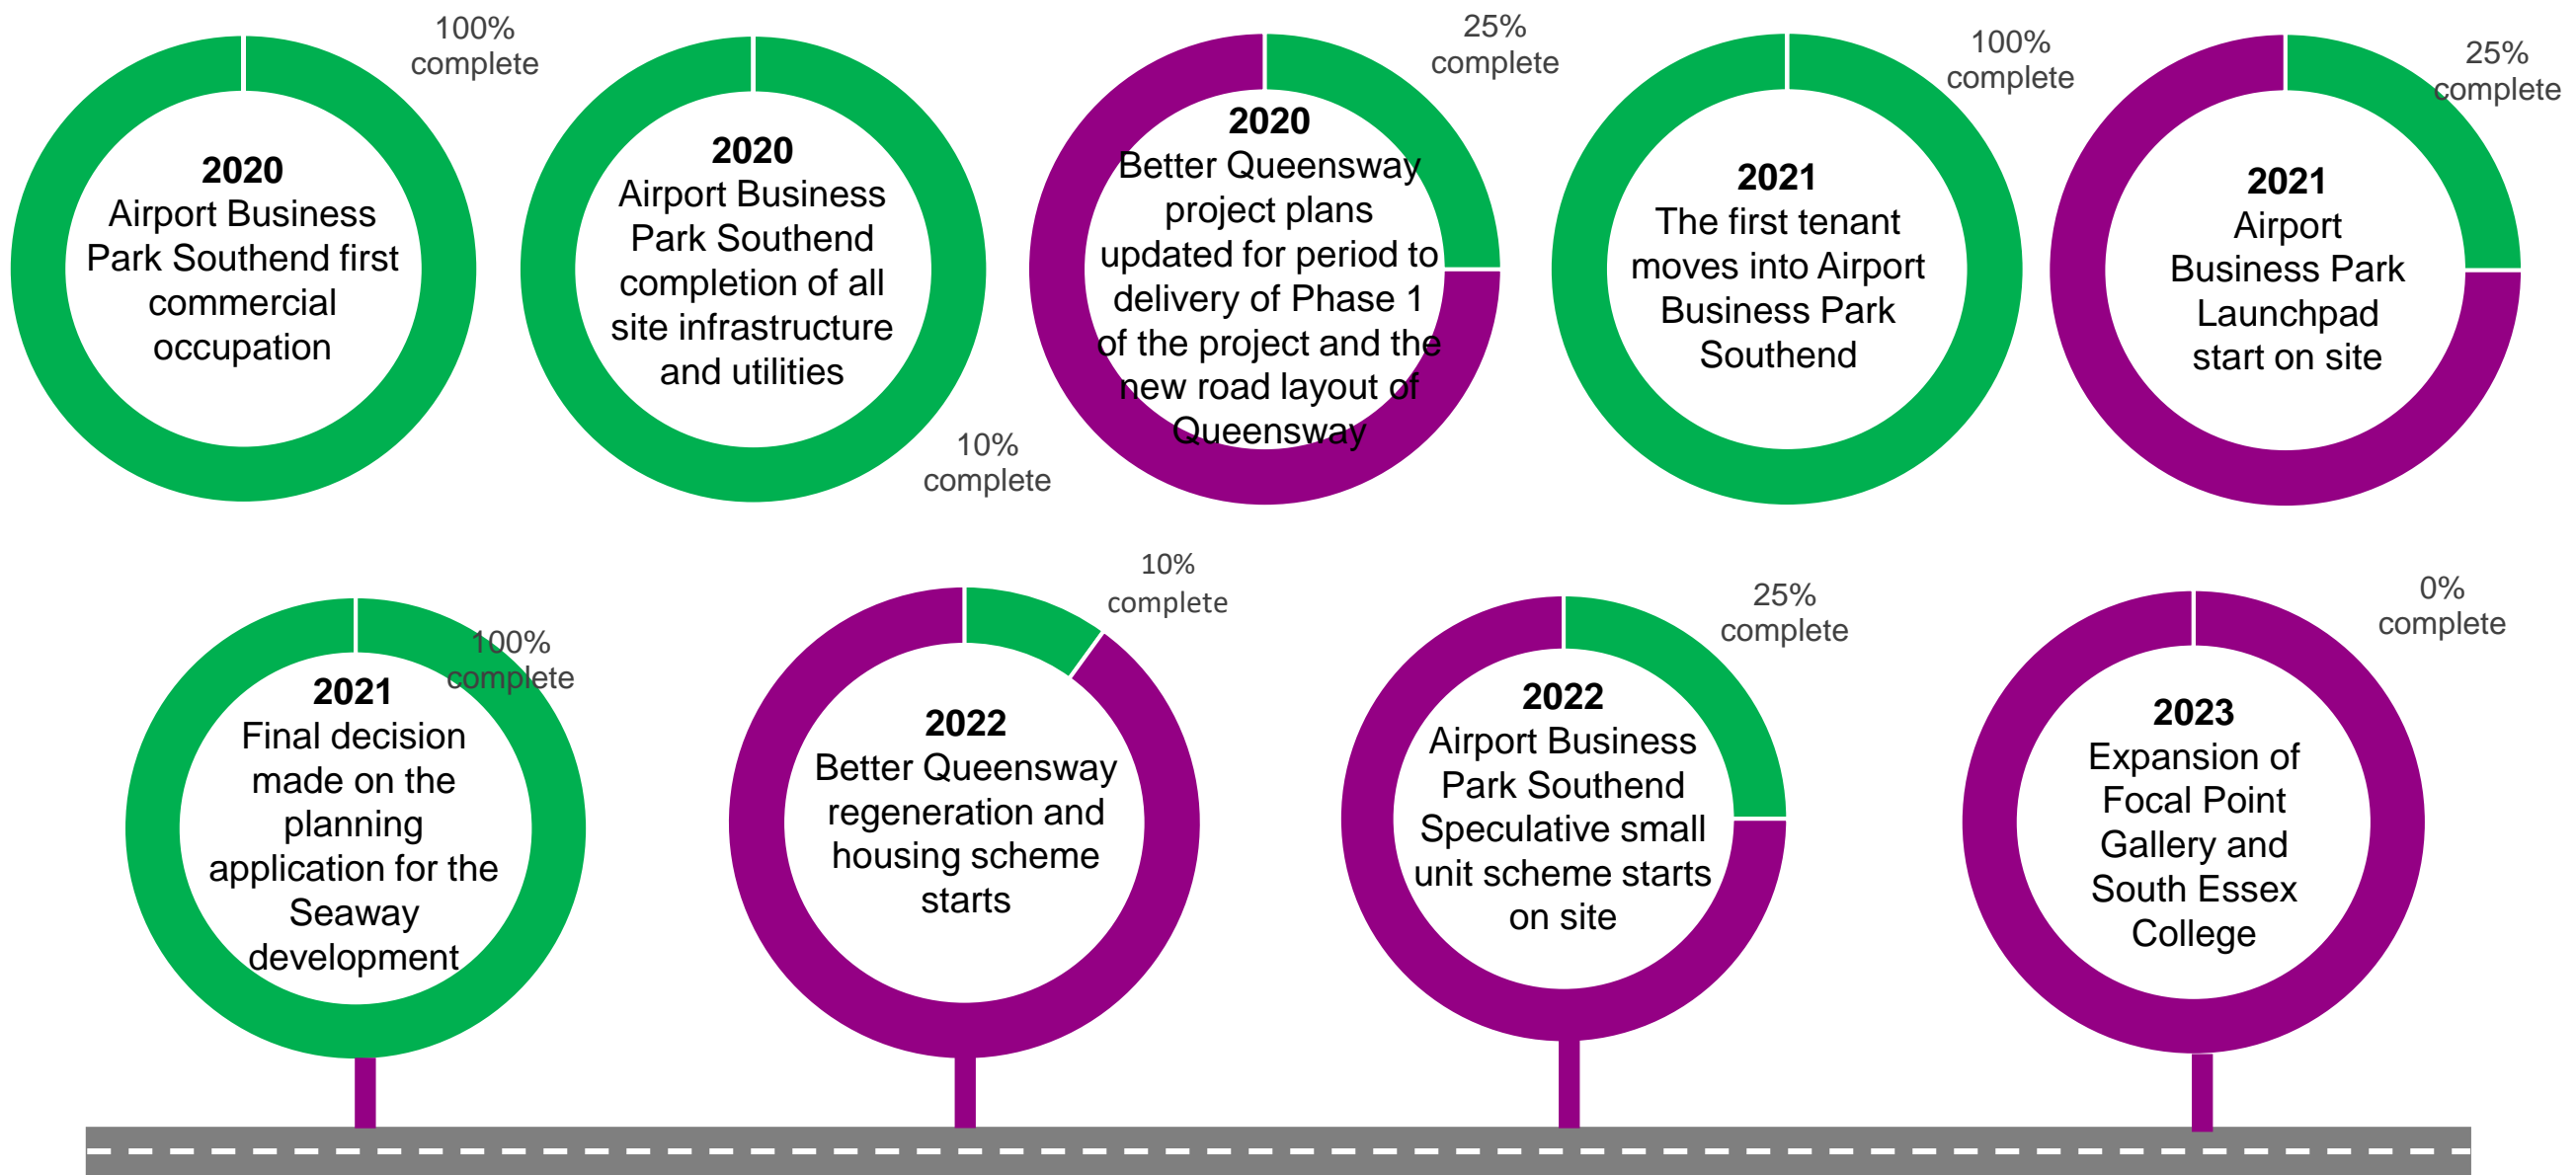 100%
complete
2020
Airport Business
Park Southend first
commercial
occupation
2020
Airport Business
Park Southend
completion of all
site infrastructure
and utilities
10%
complete
25%
complete
2020
Better Queensway
project plans
updated for period to
delivery of Phase 1
of the project and the
new road layout of
Queensway
100%
complete
2021
The first tenant
moves into Airport
Business Park
Southend
25%
complete
2021
Airport
Business Park
Launchpad
start on site
100%
complete
2021
Final decision
made on the
planning
application for the
Seaway
development
10%
complete
2022
Better Queensway
regeneration and
housing scheme
starts
25%
complete
2022
Airport Business
Park Southend
Speculative small
unit scheme starts
on site
0%
complete
2023
Expansion of
Focal Point
Gallery and
South Essex
College